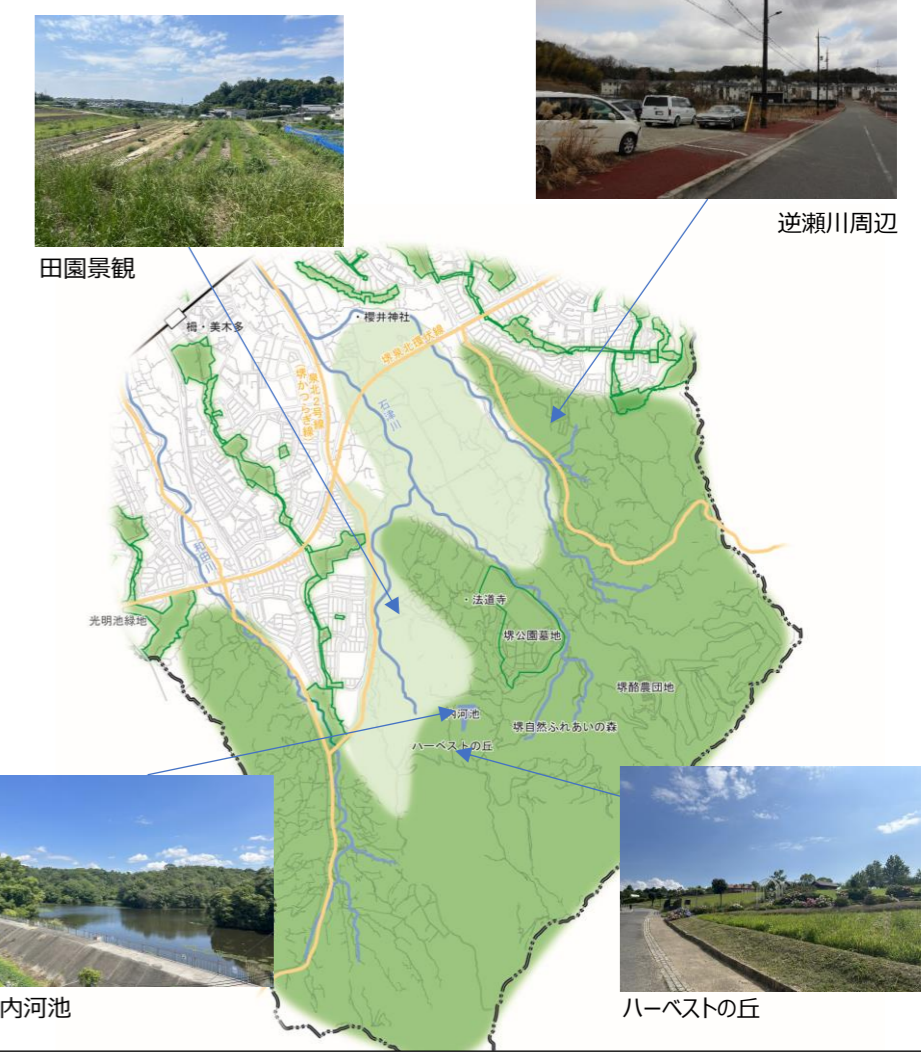 田園景観
逆瀬川周辺
・櫻井神社
栂・美木多
堺泉北環状線
泉北2号線
(堺かつらぎ線)
石津川
和田川
光明池緑地
・法道寺
堺公園墓地
堺酪農団地
内河池
堺自然ふれあいの森
ハーベストの丘
内河池
ハーベストの丘